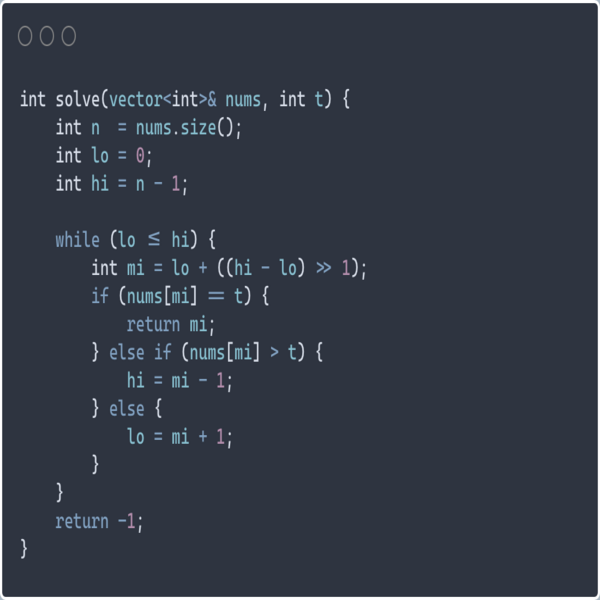 int solve(vector<int>& nums, int t) {
    int n  = nums.size();
    int lo = 0;
    int hi = n - 1;

    while (lo ≤ hi) {
        int mi = lo + ((hi - lo) >> 1);
        if (nums[mi] == t) {
            return mi;
        } else if (nums[mi] > t) {
            hi = mi - 1;
        } else {
            lo = mi + 1;
        }
    }
    return -1;
}